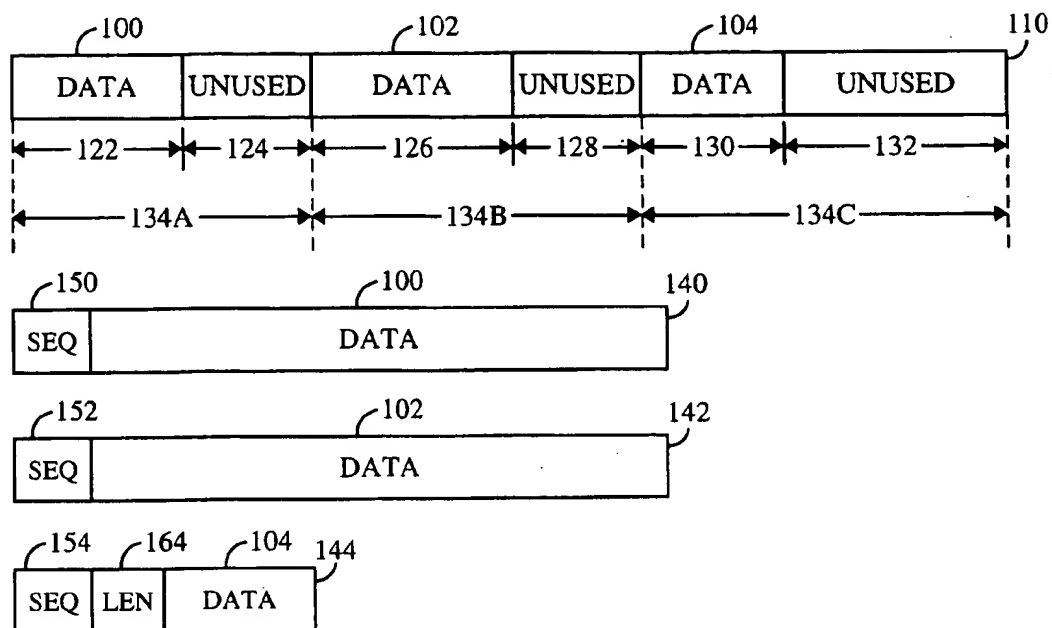 100 102 104 110
DATA UNUSED DATA UNUSED DATA UNUSED
122 124 126 128 130 132
134A 134B 134C
150 100 140
SEQ DATA
152 102 142
SEQ DATA
154 164 104 144
SEQ LEN DATA